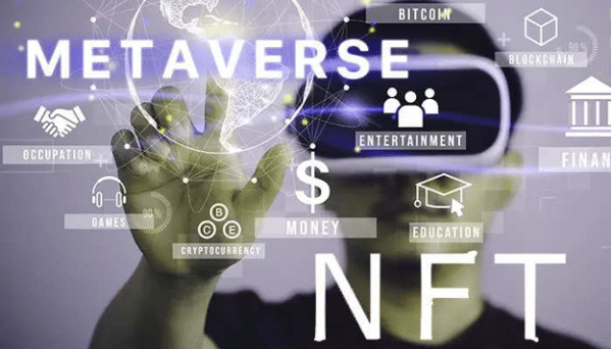 BITCOIN
METAVERSE
BLOCKCHAIN
ENTERTAINMENT
OCCUPATION
FINAN
$
GAMES
MONEY
EDUCATION
B
C E
CRYPTOCURRENCY
NFT